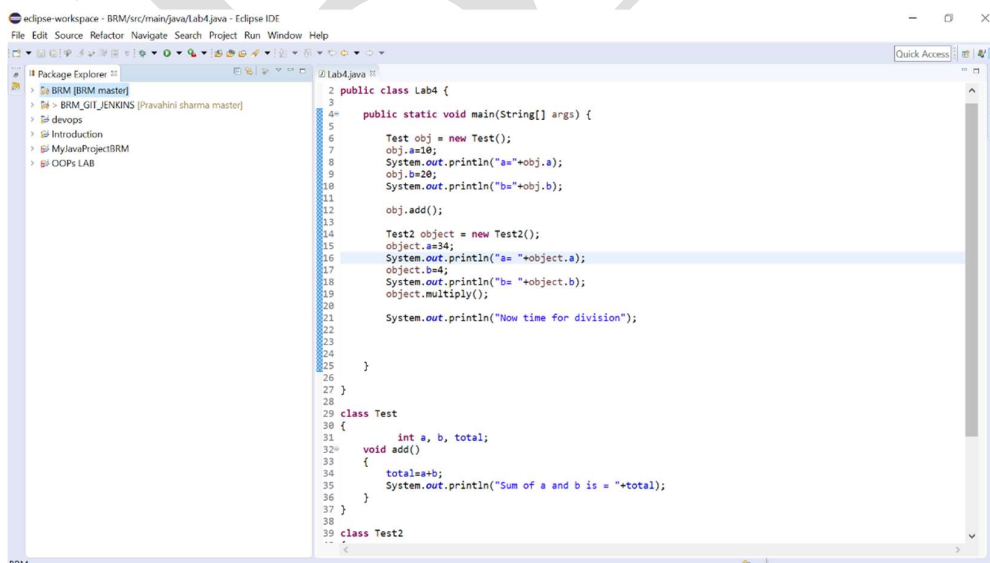 eclipse-workspace - BRM/src/main/java/Lab4.java - Eclipse IDE
File Edit Source Refactor Navigate Search Project Run Window Help
Quick Access
Package Explorer
BRM [BRM master]
> BRM_GIT_JENKINS [Pravahini sharma master]
devops
Introduction
MyJavaProjectBRM
OOPs LAB
Lab4.java
2 public class Lab4 {
3
4 public static void main(String[] args) {
5
6 Test obj = new Test();
7 obj.a=10;
8 System.out.println("a="+obj.a);
9 obj.b=20;
10 System.out.println("b="+obj.b);
11
12 obj.add();
13
14 Test2 object = new Test2();
15 object.a=34;
16 System.out.println("a= "+object.a);
17 object.b=4;
18 System.out.println("b= "+object.b);
19 object.multiply();
20
21 System.out.println("Now time for division");
22
23
24
25 }
26
27 }
28
29 class Test
30 {
31 int a, b, total;
32 void add()
33 {
34 total=a+b;
35 System.out.println("Sum of a and b is = "+total);
36 }
37 }
38
39 class Test2